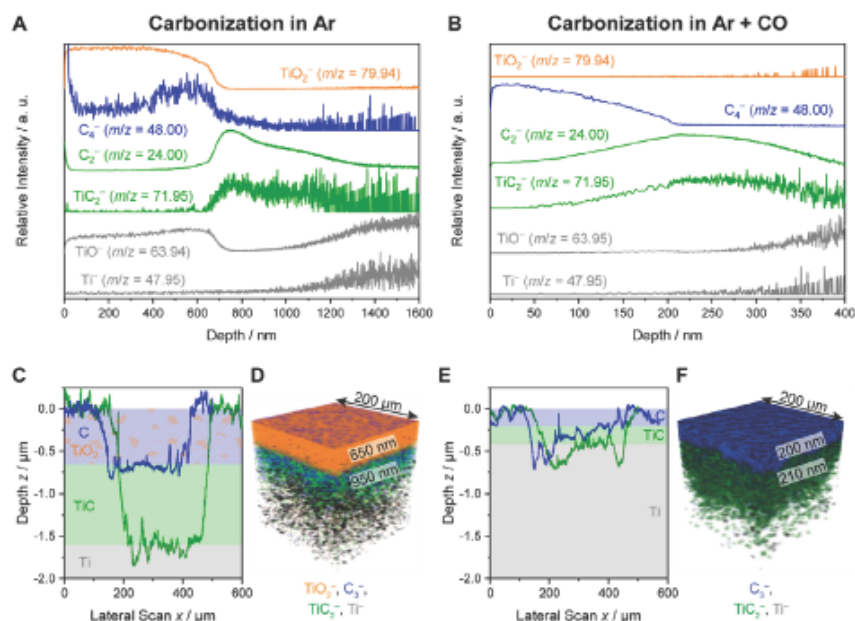 Carbonization in Ar
Carbonization in Ar + CO
A
B
Relative Intensity / a. u.
TiO₂⁻ (m/z = 79.94)
C₄⁻ (m/z = 48.00)
C₂⁻ (m/z = 24.00)
TiC₂⁻ (m/z = 71.95)
TiO⁻ (m/z = 63.94)
Ti⁻ (m/z = 47.95)
0 200 400 600 800 1000 1200 1400 1600
Depth / nm
Relative Intensity / a. u.
TiO₂⁻ (m/z = 79.94)
C₄⁻ (m/z = 48.00)
C₂⁻ (m/z = 24.00)
TiC₂⁻ (m/z = 71.95)
TiO⁻ (m/z = 63.95)
Ti⁻ (m/z = 47.95)
0 50 100 150 200 250 300 350 400
Depth / nm
C
D
E
F
Depth z / μm
0.0
-0.5
-1.0
-1.5
-2.0
C
TiO₂
TiC
Ti
0 200 400 600
Lateral Scan x / μm
200 μm
650 nm
950 nm
TiO₂⁻, C₃⁻,
TiC₂⁻, Ti⁻
Depth z / μm
0.0
-0.5
-1.0
-1.5
-2.0
C
TiC
Ti
0 200 400 600
Lateral Scan x / μm
200 μm
200 nm
210 nm
C₃⁻,
TiC₂⁻, Ti⁻